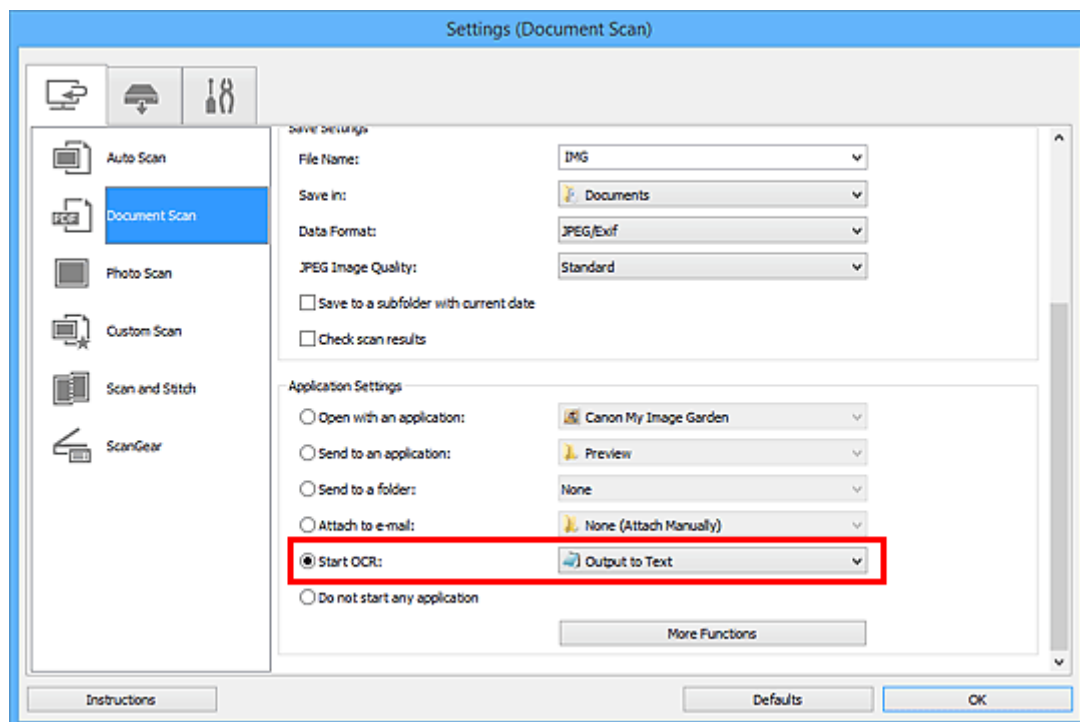 Settings (Document Scan)
Save Settings
Auto Scan
File Name: IMG
Save in: Documents
Document Scan
PDF
Data Format: JPEG/Exif
Photo Scan
JPEG Image Quality: Standard
Save to a subfolder with current date
Custom Scan
Check scan results
Scan and Stitch
Application Settings
Open with an application: Canon My Image Garden
ScanGear
Send to an application: Preview
Send to a folder: None
Attach to e-mail: None (Attach Manually)
Start OCR: Output to Text
Do not start any application
More Functions
Instructions
Defaults
OK